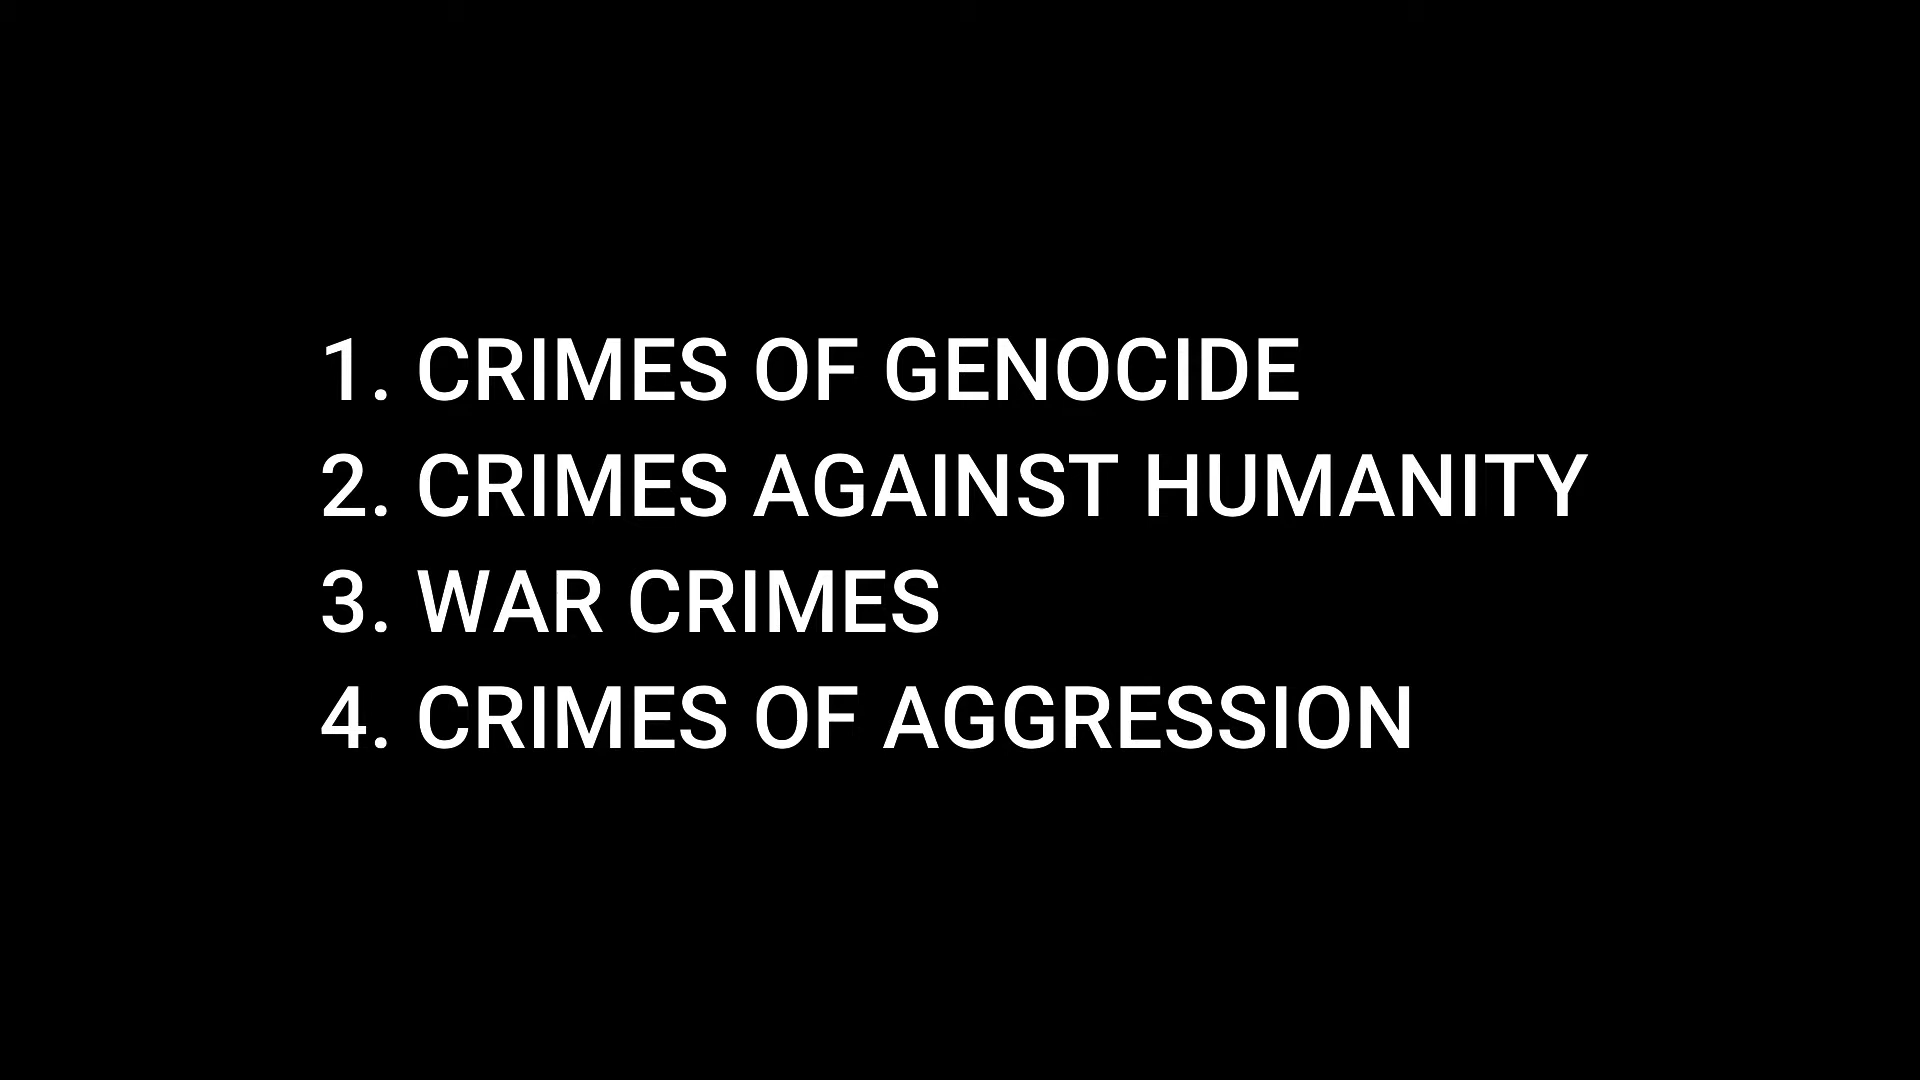 1. CRIMES OF GENOCIDE
2. CRIMES AGAINST HUMANITY
3. WAR CRIMES
4. CRIMES OF AGGRESSION